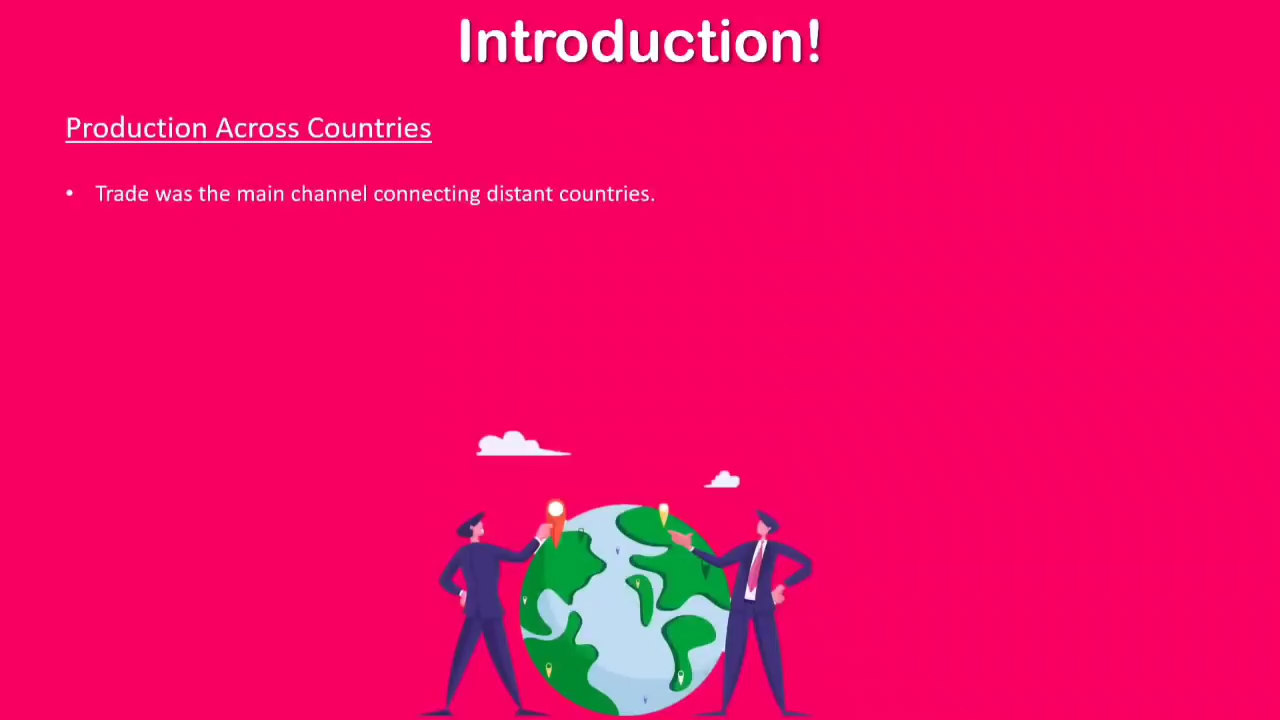 Introduction!
Production Across Countries
• Trade was the main channel connecting distant countries.